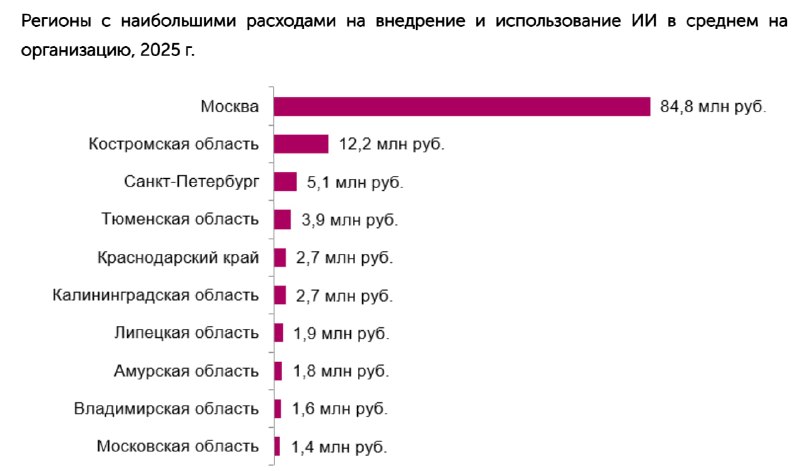 Регионы с наибольшими расходами на внедрение и использование ИИ в среднем на
организацию, 2025 г.
Москва 84,8 млн руб.
Костромская область 12,2 млн руб.
Санкт-Петербург 5,1 млн руб.
Тюменская область 3,9 млн руб.
Краснодарский край 2,7 млн руб.
Калининградская область 2,7 млн руб.
Липецкая область 1,9 млн руб.
Амурская область 1,8 млн руб.
Владимирская область 1,6 млн руб.
Московская область 1,4 млн руб.